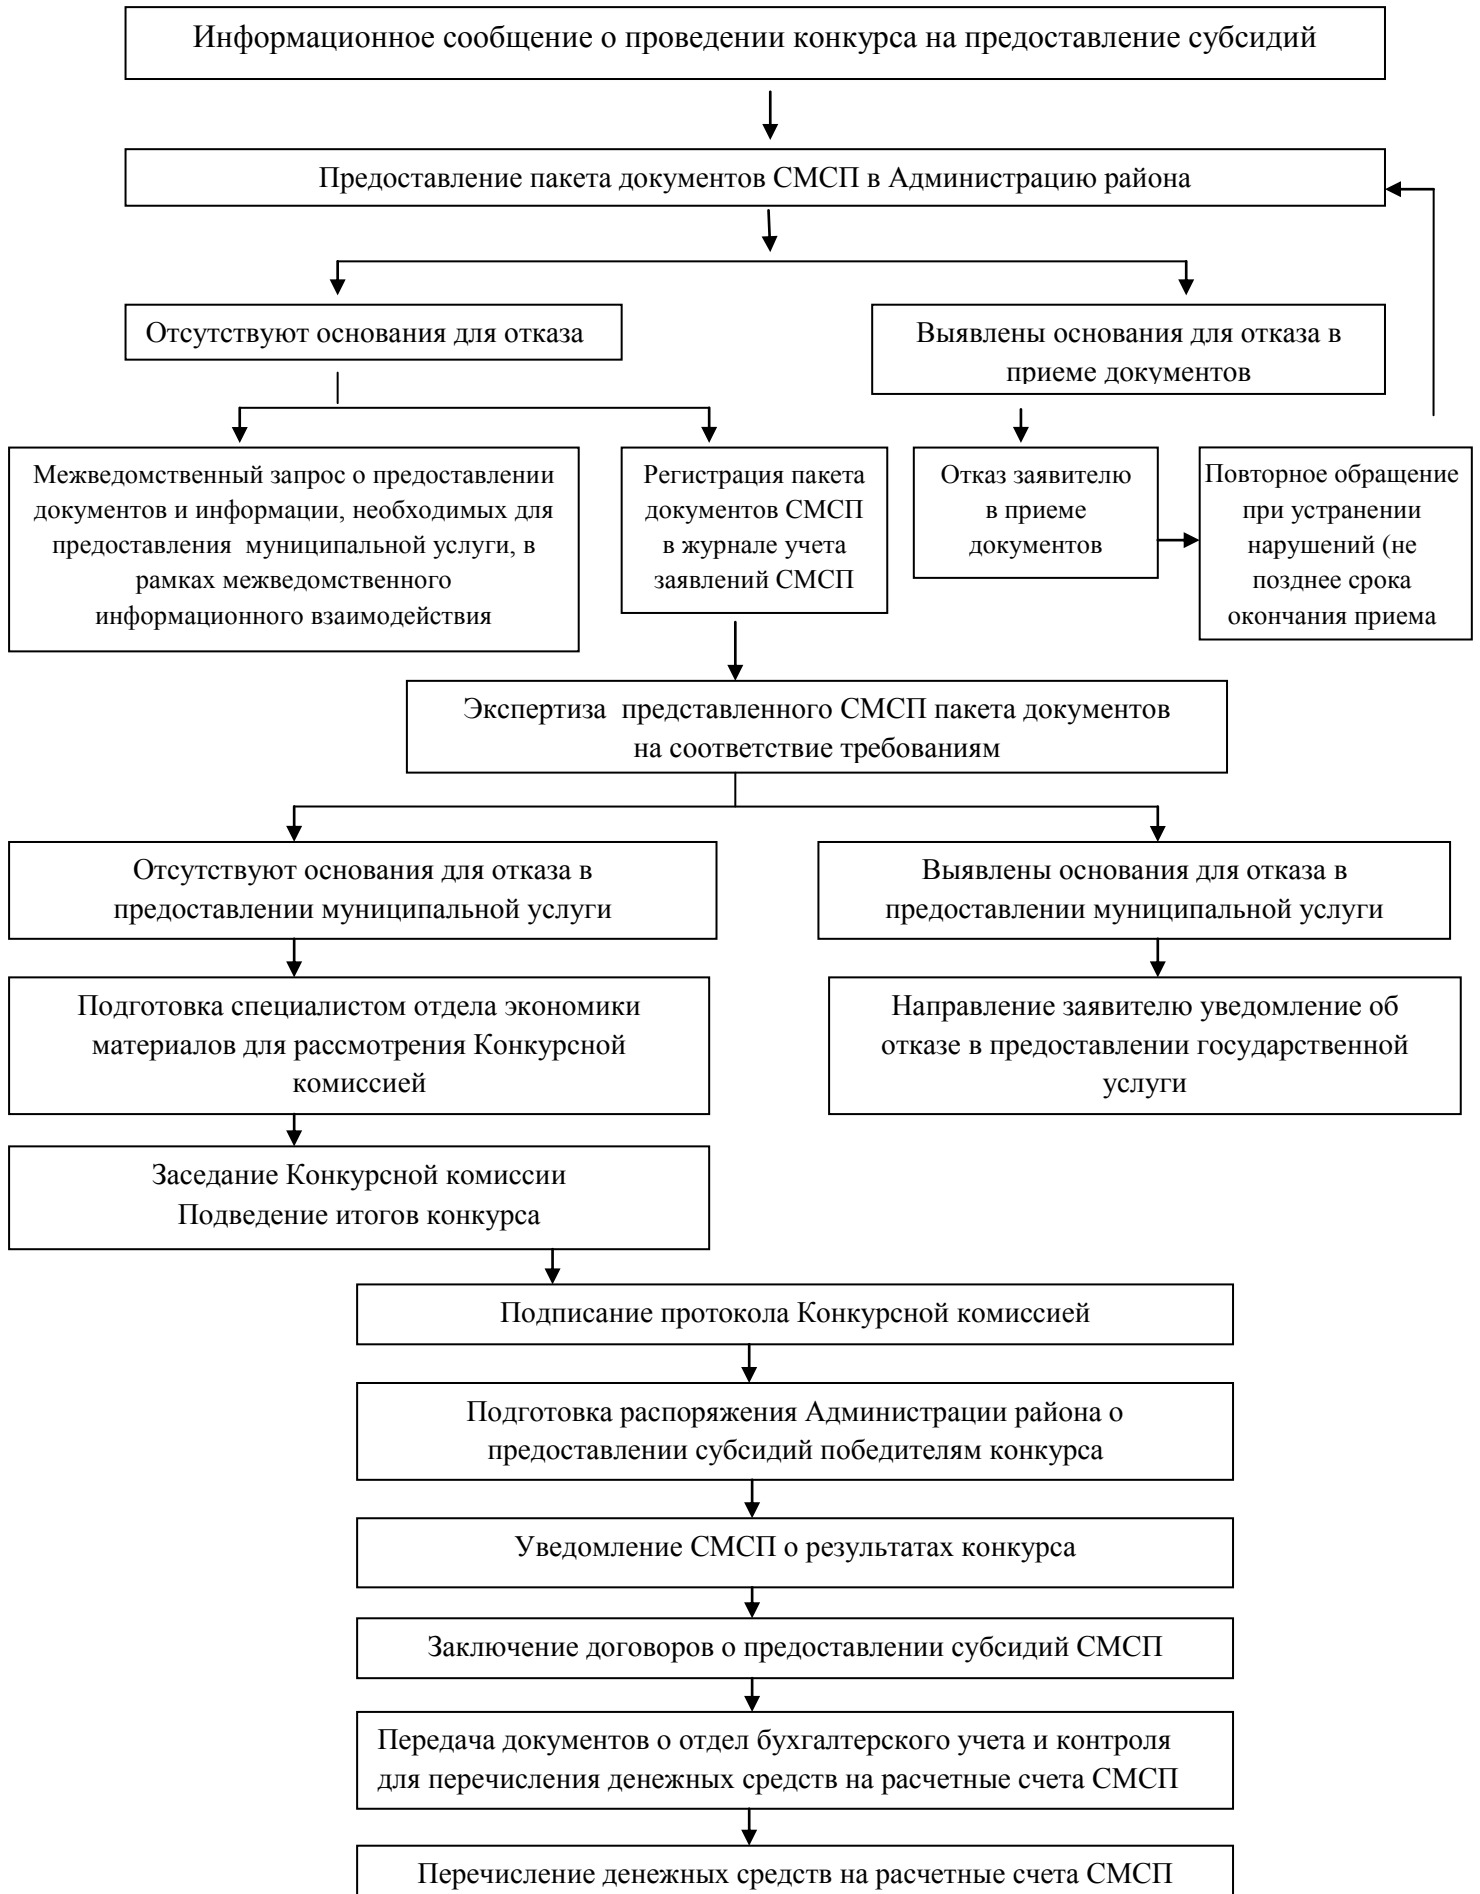 Информационное сообщение о проведении конкурса на предоставление субсидий
Предоставление пакета документов СМСП в Администрацию района
Отсутствуют основания для отказа
Выявлены основания для отказа в
приеме документов
Межведомственный запрос о предоставлении
документов и информации, необходимых для
предоставления муниципальной услуги, в
рамках межведомственного
информационного взаимодействия
Регистрация пакета
документов СМСП
в журнале учета
заявлений СМСП
Отказ заявителю
в приеме
документов
Повторное обращение
при устранении
нарушений (не
позднее срока
окончания приема
Экспертиза представленного СМСП пакета документов
на соответствие требованиям
Отсутствуют основания для отказа в
предоставлении муниципальной услуги
Выявлены основания для отказа в
предоставлении муниципальной услуги
Подготовка специалистом отдела экономики
материалов для рассмотрения Конкурсной
комиссией
Направление заявителю уведомление об
отказе в предоставлении государственной
услуги
Заседание Конкурсной комиссии
Подведение итогов конкурса
Подписание протокола Конкурсной комиссией
Подготовка распоряжения Администрации района о
предоставлении субсидий победителям конкурса
Уведомление СМСП о результатах конкурса
Заключение договоров о предоставлении субсидий СМСП
Передача документов о отдел бухгалтерского учета и контроля
для перечисления денежных средств на расчетные счета СМСП
Перечисление денежных средств на расчетные счета СМСП